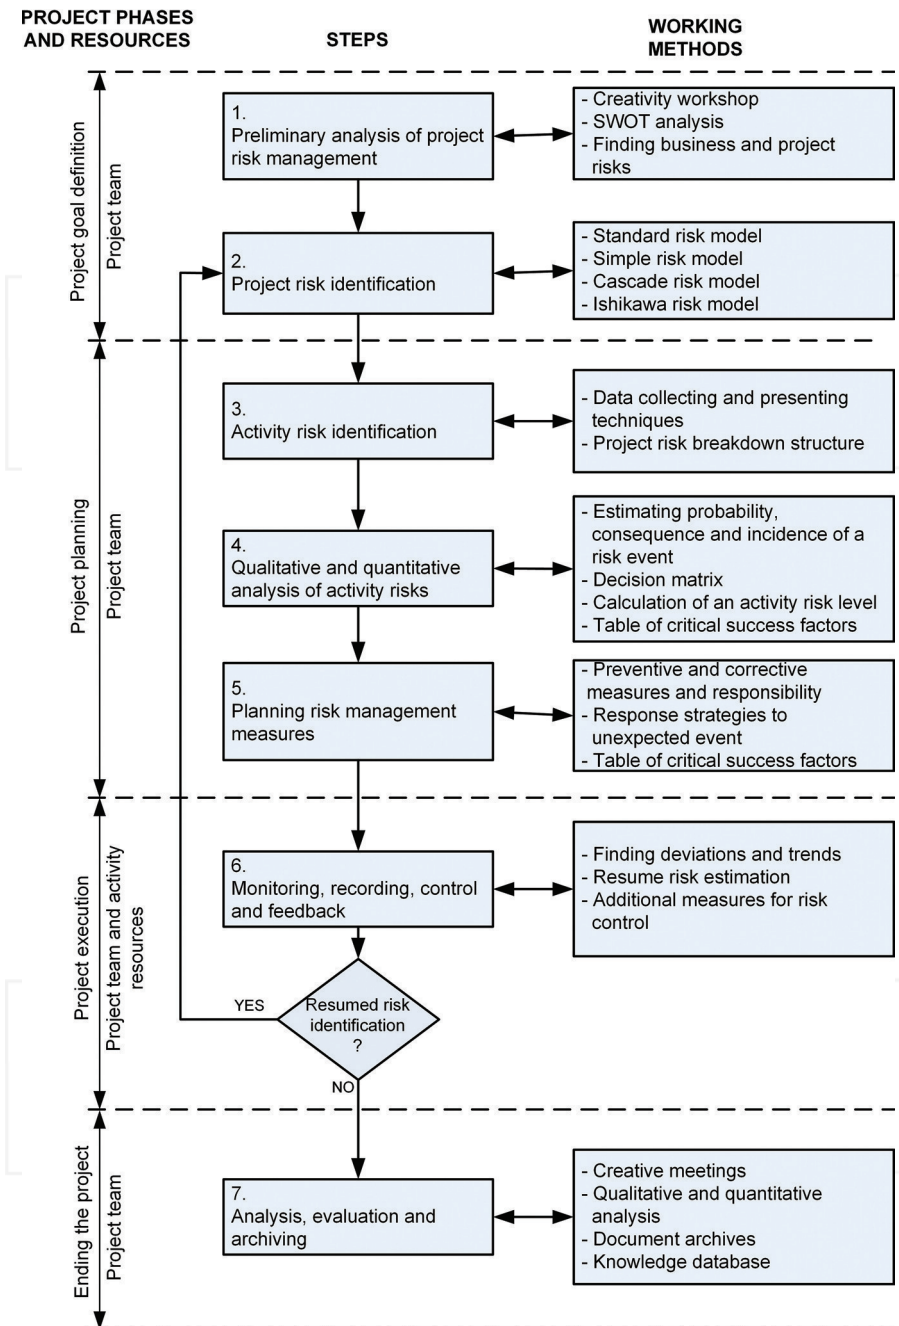 PROJECT PHASES
AND RESOURCES
STEPS
WORKING
METHODS
Project goal definition
Project team
1.
Preliminary analysis of project
risk management
- Creativity workshop
- SWOT analysis
- Finding business and project
risks
2.
Project risk identification
- Standard risk model
- Simple risk model
- Cascade risk model
- Ishikawa risk model
Project planning
Project team
3.
Activity risk identification
- Data collecting and presenting
techniques
- Project risk breakdown structure
4.
Qualitative and quantitative
analysis of activity risks
- Estimating probability,
consequence and incidence of a
risk event
- Decision matrix
- Calculation of an activity risk level
- Table of critical success factors
5.
Planning risk management
measures
- Preventive and corrective
measures and responsibility
- Response strategies to
unexpected event
- Table of critical success factors
Project execution
Project team and activity
resources
6.
Monitoring, recording, control
and feedback
- Finding deviations and trends
- Resume risk estimation
- Additional measures for risk
control
YES
Resumed risk
identification
?
NO
Ending the project
Project team
7.
Analysis, evaluation and
archiving
- Creative meetings
- Qualitative and quantitative
analysis
- Document archives
- Knowledge database